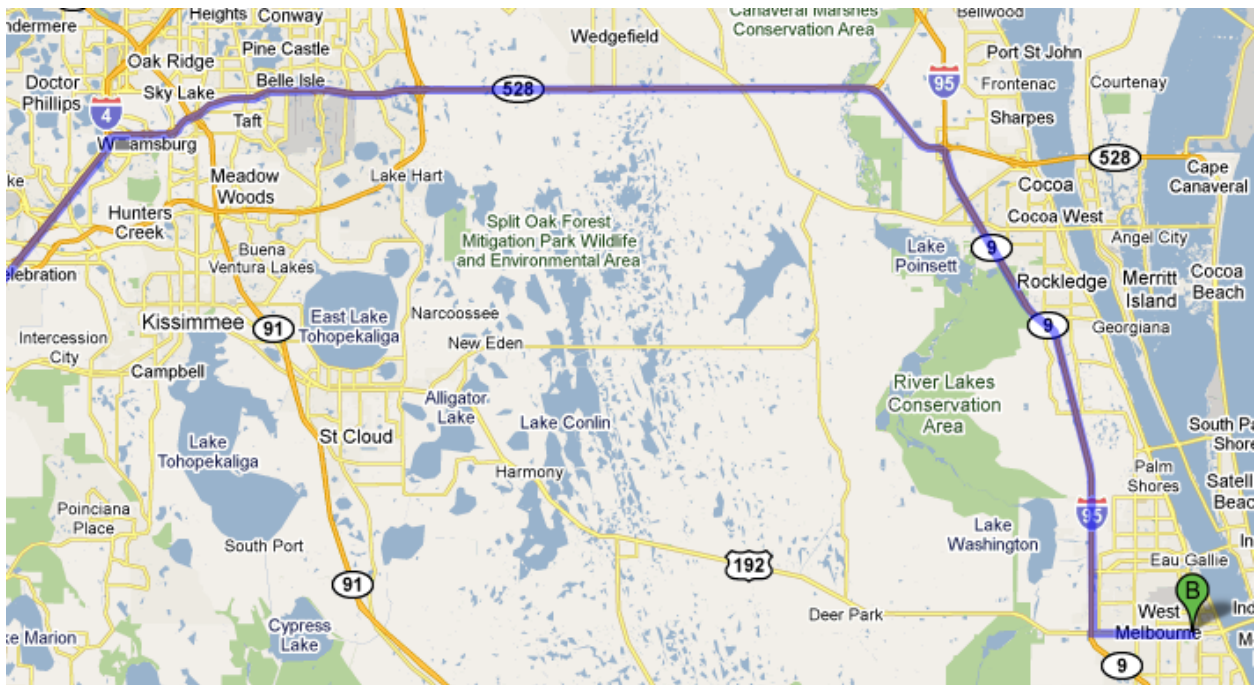 Heights
Conway
Canaveral Marshes
Conservation Area
Bellwood
Pine Castle
Wedgefield
Port St John
Oak Ridge
Doctor
Phillips
Belle Isle
Sky Lake
528
95
Frontenac
Courtenay
4
Taft
Sharpes
Williamsburg
528
Meadow
Woods
Lake Hart
Cape
Canaveral
Cocoa
Hunters
Creek
Split Oak Forest
Mitigation Park Wildlife
and Environmental Area
Cocoa West
Buena
Ventura Lakes
Lake
Poinsett
9
Angel City
Rockledge
Merritt
Island
Cocoa
Beach
East Lake
Tohopekaliga
Narcoossee
Kissimmee
91
9
Georgiana
Intercession
City
New Eden
Campbell
River Lakes
Conservation
Area
Alligator
Lake
Lake Conlin
St Cloud
Lake
Tohopekaliga
South Pa
Shore
Harmony
Palm
Shores
Satell
Beac
Poinciana
Place
95
Lake
Washington
South Port
Eau Gallie
192
91
B
Deer Park
West
Melbourne
Ind
Cypress
Lake
ke Marion
9